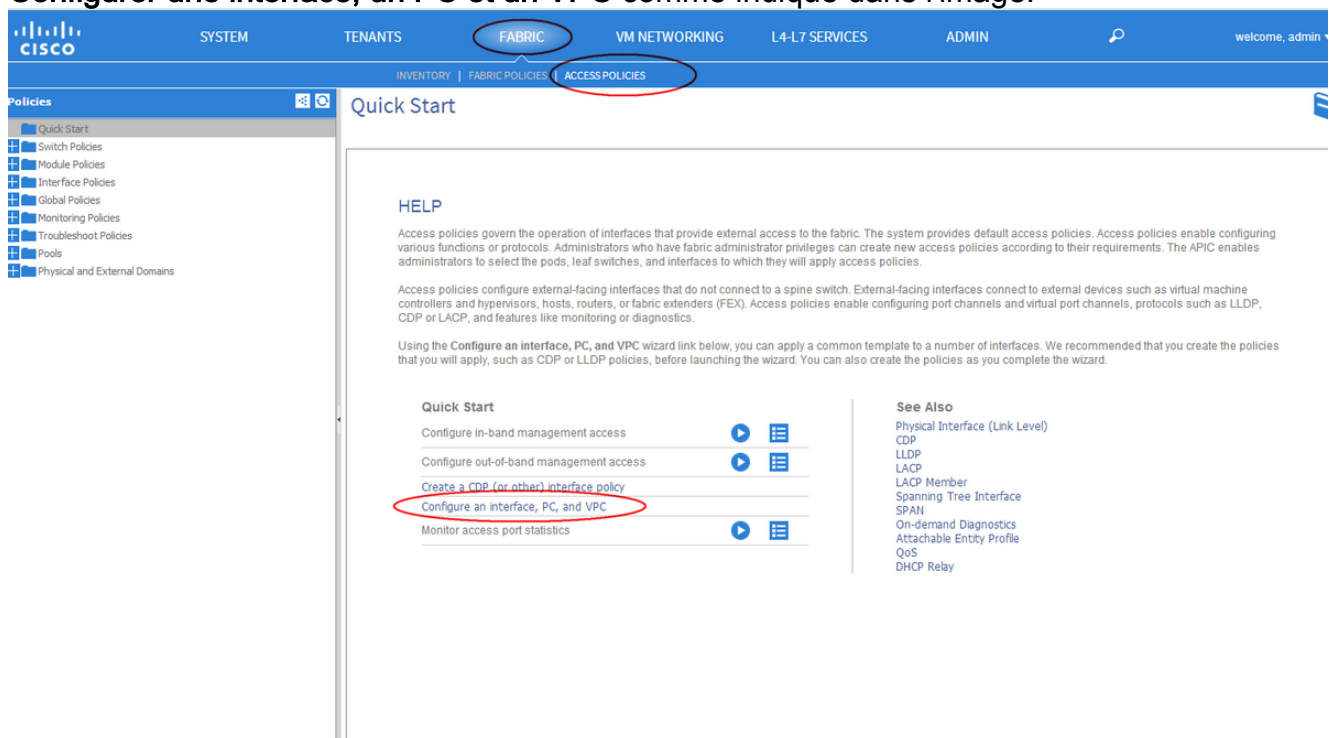 Configurer une interface, un PC et un VPC comme indiqué dans l'image.
CISCO
SYSTEM
TENANTS
FABRIC
VM NETWORKING
L4-L7 SERVICES
ADMIN
welcome, admin
INVENTORY | FABRIC POLICIES | ACCESS POLICIES
Policies
Quick Start
Switch Policies
Module Policies
Interface Policies
Global Policies
Monitoring Policies
Troubleshoot Policies
Pools
Physical and External Domains
Quick Start
HELP
Access policies govern the operation of interfaces that provide external access to the fabric. The system provides default access policies. Access policies enable configuring
various functions or protocols. Administrators who have fabric administrator privileges can create new access policies according to their requirements. The APIC enables
administrators to select the pods, leaf switches, and interfaces to which they will apply access policies.
Access policies configure external-facing interfaces that do not connect to a spine switch. External-facing interfaces connect to external devices such as virtual machine
controllers and hypervisors, hosts, routers, or fabric extenders (FEX). Access policies enable configuring port channels and virtual port channels, protocols such as LLDP,
CDP or LACP, and features like monitoring or diagnostics.
Using the Configure an interface, PC, and VPC wizard link below, you can apply a common template to a number of interfaces. We recommended that you create the policies
that you will apply, such as CDP or LLDP policies, before launching the wizard. You can also create the policies as you complete the wizard.
Quick Start
Configure in-band management access
Configure out-of-band management access
Create a CDP (or other) interface policy
Configure an interface, PC, and VPC
Monitor access port statistics
See Also
Physical Interface (Link Level)
CDP
LLDP
LACP
LACP Member
Spanning Tree Interface
SPAN
On-demand Diagnostics
Attachable Entity Profile
QoS
DHCP Relay